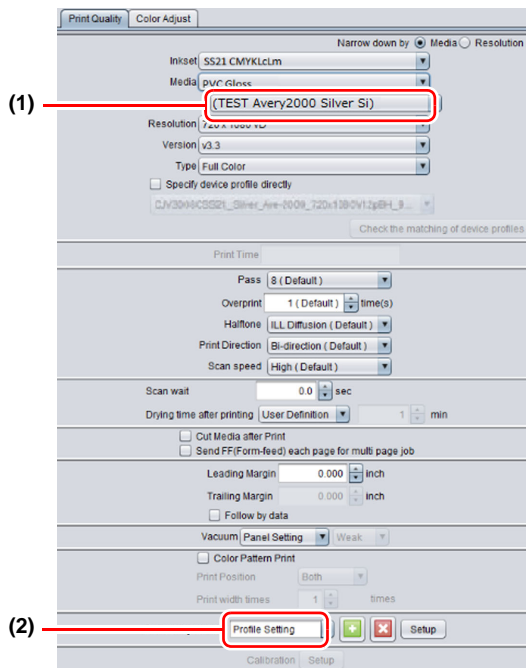 Print Quality Color Adjust
Narrow down by Media Resolution
Inkset SS21 CMYKLcLm
Media PVC Gloss
(1) (TEST Avery2000 Silver Si)
Resolution 720 x 1080 VD
Version v3.3
Type Full Color
Specify device profile directly
Check the matching of device profiles
Print Time
Pass 8 ( Default )
Overprint 1 ( Default ) time(s)
Halftone ILL Diffusion ( Default )
Print Direction Bi-direction ( Default )
Scan speed High ( Default )
Scan wait 0.0 sec
Drying time after printing User Definition 1 min
Cut Media after Print
Send FF(Form-feed) each page for multi page job
Leading Margin 0.000 inch
Trailing Margin 0.000 inch
Follow by data
Vacuum Panel Setting Weak
Color Pattern Print
Print Position Both
Print width times 1 times
(2) Profile Setting Setup
Calibration Setup